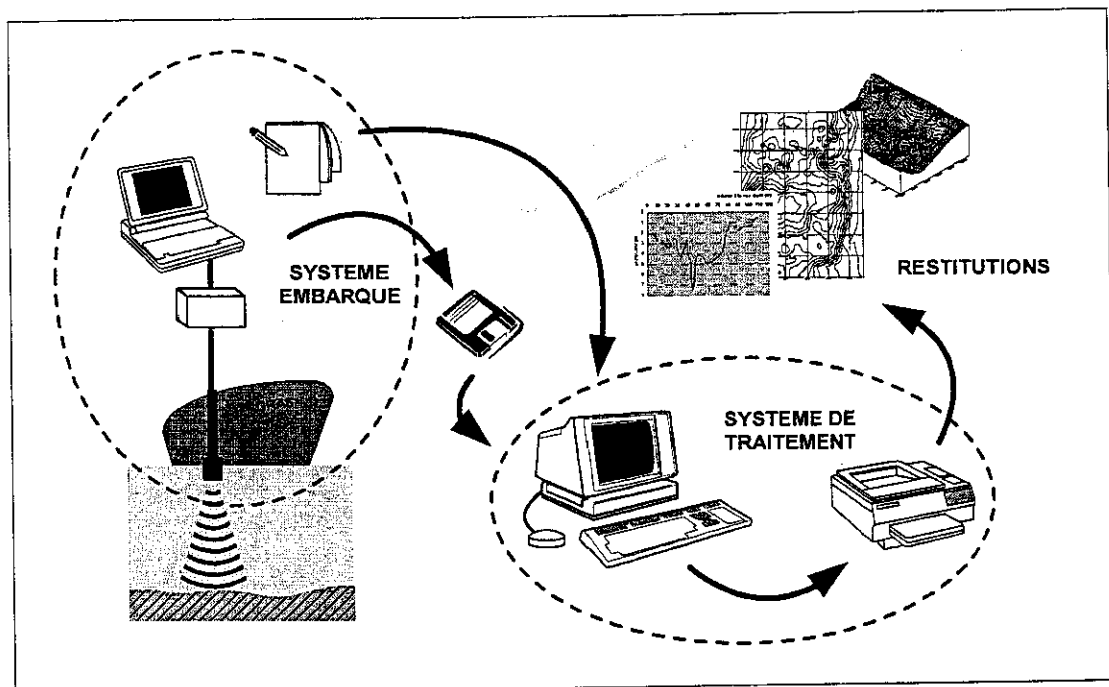 SYSTEME
EMBARQUE
RESTITUTIONS
SYSTEME DE
TRAITEMENT